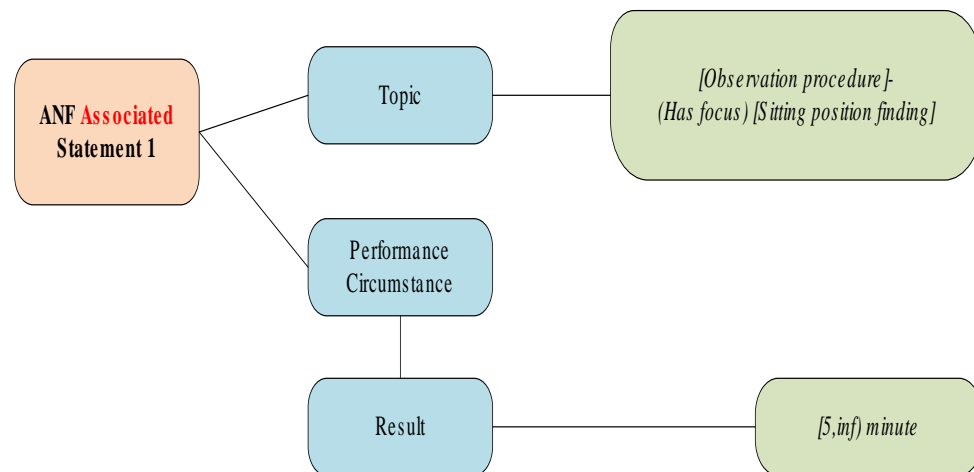 ANF Associated
Statement 1
Topic
[Observation procedure]-
(Has focus) [Sitting position finding]
Performance
Circumstance
Result
[5,inf) minute